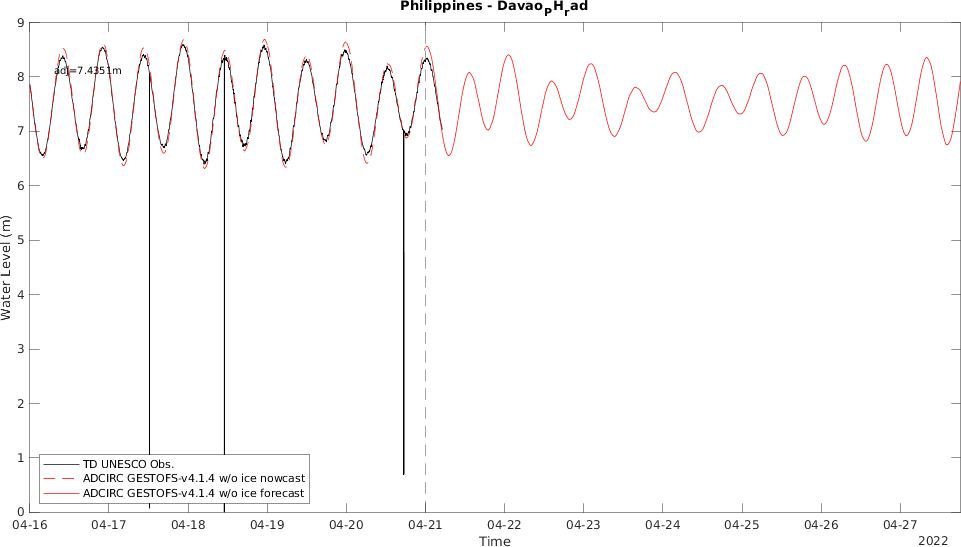 Philippines - Davao_PH_rad
9
8
7
6
5
4
3
2
1
0
Water Level (m)
adj=7.4351m
TD UNESCO Obs.
ADCIRC GESTOFS-v4.1.4 w/o ice nowcast
ADCIRC GESTOFS-v4.1.4 w/o ice forecast
04-16 04-17 04-18 04-19 04-20 04-21 04-22 04-23 04-24 04-25 04-26 04-27
Time
2022